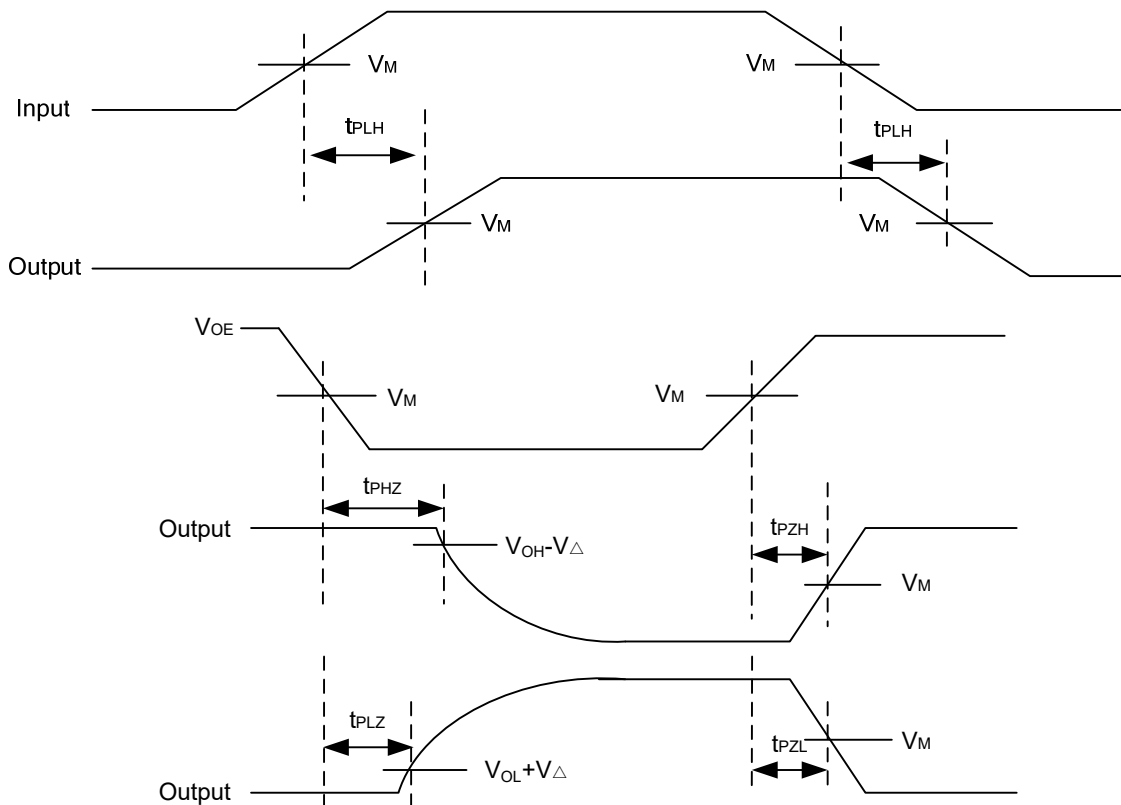 VM
VM
Input
tPLH
tPLH
VM
VM
Output
VOE
VM
VM
tPHZ
Output
tPZH
VOH-V△
VM
tPLZ
tPZL
VM
VOL+V△
Output